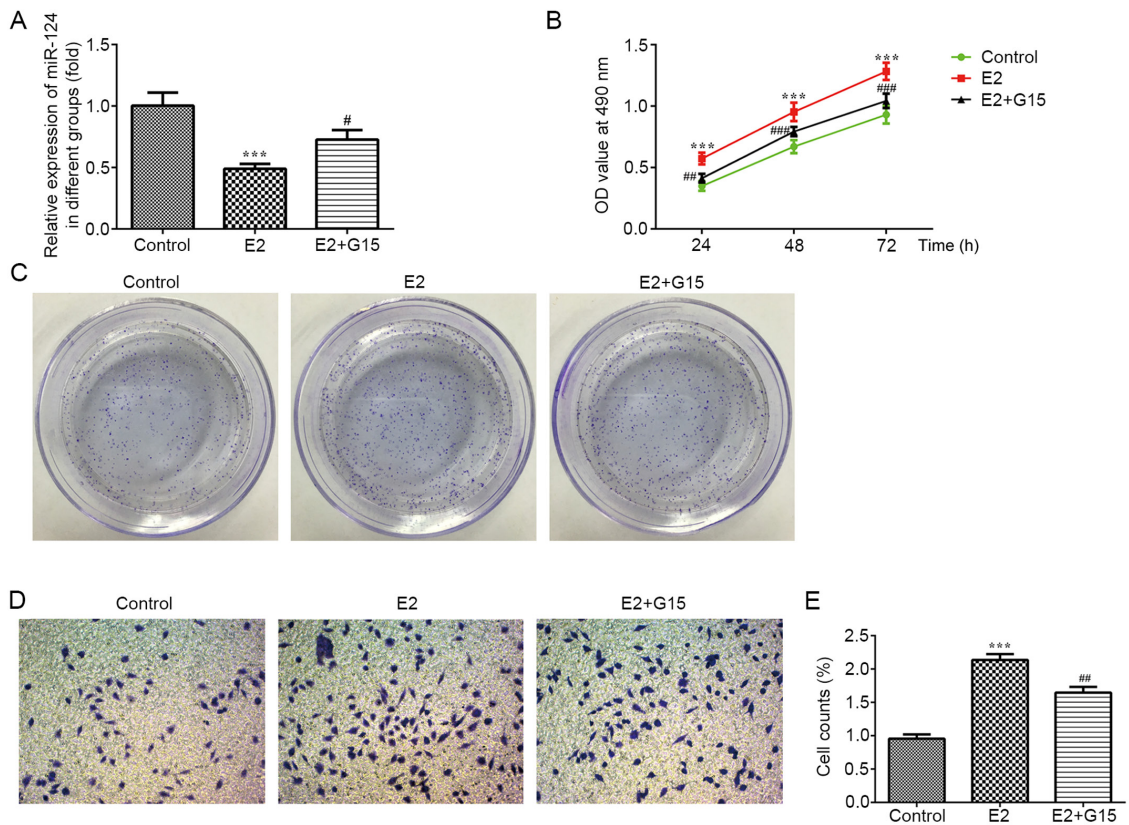 A
Relative expression of miR-124
in different groups (fold)
1.5
1.0
0.5
0.0
***
#
Control
E2
E2+G15
B
OD value at 490 nm
1.5
1.0
0.5
0.0
***
##
***
###
***
###
24
48
72
Time (h)
Control
E2
E2+G15
C
Control
E2
E2+G15
D
Control
E2
E2+G15
E
Cell counts (%)
2.5
2.0
1.5
1.0
0.5
0.0
***
##
Control
E2
E2+G15